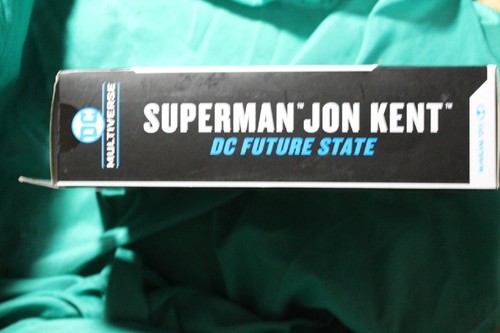 DC
MULTIVERSE
SUPERMAN™ JON KENT™
DC FUTURE STATE